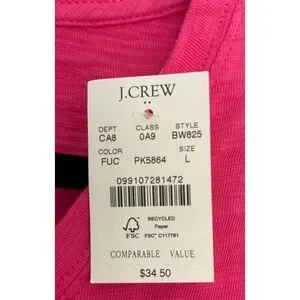 J.CREW
DEPT CLASS STYLE
CA8 0A9 BW825
COLOR SIZE
FUC PK5864 L
099107281472
RECYCLED
Paper
FSC FSC® C117781
COMPARABLE VALUE
$34.50